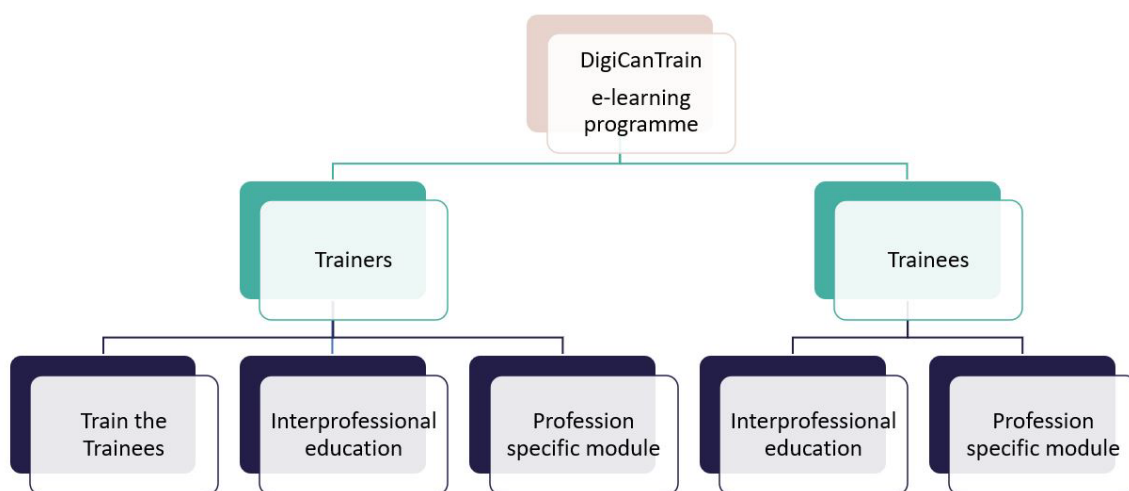 DigiCanTrain
e-learning
programme
Trainers
Trainees
Train the
Trainees
Interprofessional
education
Profession
specific module
Interprofessional
education
Profession
specific module